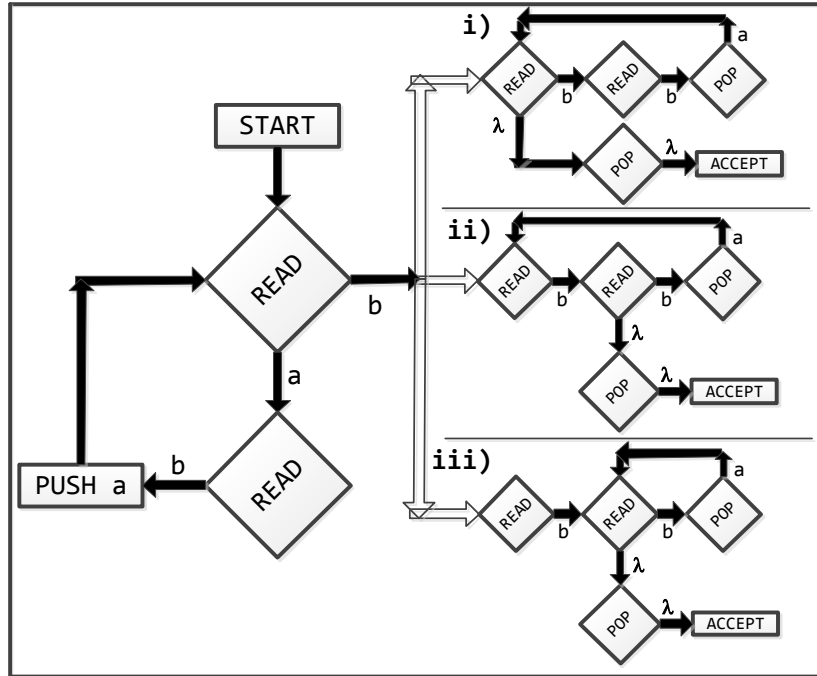 START
READ
b
a
READ
b
PUSH a
i)
READ
b
READ
b
POP
a
λ
POP
λ
ACCEPT
ii)
READ
b
READ
b
POP
a
λ
POP
λ
ACCEPT
iii)
READ
b
READ
b
POP
a
λ
POP
λ
ACCEPT